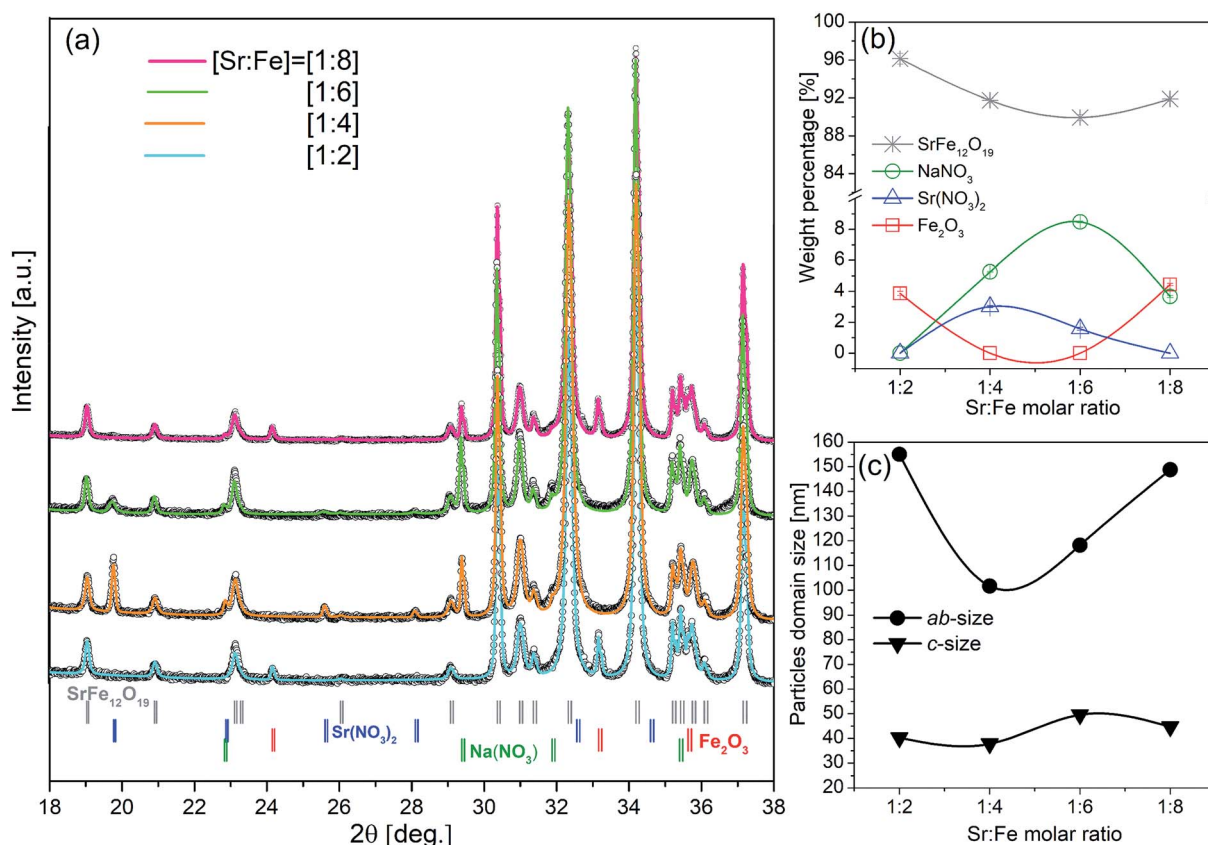 (a)
[Sr:Fe]=[1:8]
[1:6]
[1:4]
[1:2]
Intensity [a.u.]
SrFe₁₂O₁₉
Sr(NO₃)₂
Na(NO₃)
Fe₂O₃
18 20 22 24 26 28 30 32 34 36 38
2θ [deg.]
(b)
Weight percentage [%]
100
96
92
88
84
8
6
4
2
0
SrFe₁₂O₁₉
NaNO₃
Sr(NO₃)₂
Fe₂O₃
1:2 1:4 1:6 1:8
Sr:Fe molar ratio
(c)
Particles domain size [nm]
160
150
140
130
120
110
100
90
80
70
60
50
40
30
20
ab-size
c-size
1:2 1:4 1:6 1:8
Sr:Fe molar ratio